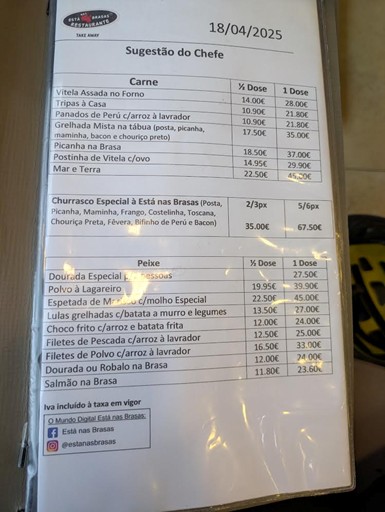 ESTÁ NAS BRASAS
RESTAURANTE
TAKE AWAY
18/04/2025
Sugestão do Chefe
Carne ½ Dose 1 Dose
Vitela Assada no Forno 14.00€ 28.00€
Tripas à Casa 10.90€ 21.80€
Panados de Perú c/arroz à lavrador 10.90€ 21.80€
Grelhada Mista na tábua (posta, picanha, 17.50€ 35.00€
maminha, bacon e chouriço preto)
Picanha na Brasa 18.50€ 37.00€
Postinha de Vitela c/ovo 14.95€ 29.90€
Mar e Terra 22.50€ 45.00€
Churrasco Especial à Está nas Brasas (Posta, 2/3px 5/6px
Picanha, Maminha, Frango, Costelinha, Toscana,
Chouriça Preta, Fêvera, Bifinho de Perú e Bacon) 35.00€ 67.50€
Peixe ½ Dose 1 Dose
Dourada Especial pessoas 27.50€
Polvo à Lagareiro 19.95€ 39.90€
Espetada de c/molho Especial 22.50€ 45.00€
Lulas grelhadas c/batata a murro e legumes 13.50€ 27.00€
Choco frito c/arroz e batata frita 12.00€ 24.00€
Filetes de Pescada c/arroz à lavrador 12.50€ 25.00€
Filetes de Polvo c/arroz à lavrador 16.50€ 33.00€
Dourada ou Robalo na Brasa 12.00€ 24.00€
Salmão na Brasa 11.80€ 23.60€
Iva incluído à taxa em vigor
O Mundo Digital Está nas Brasas:
Está nas Brasas
@estanasbrasas